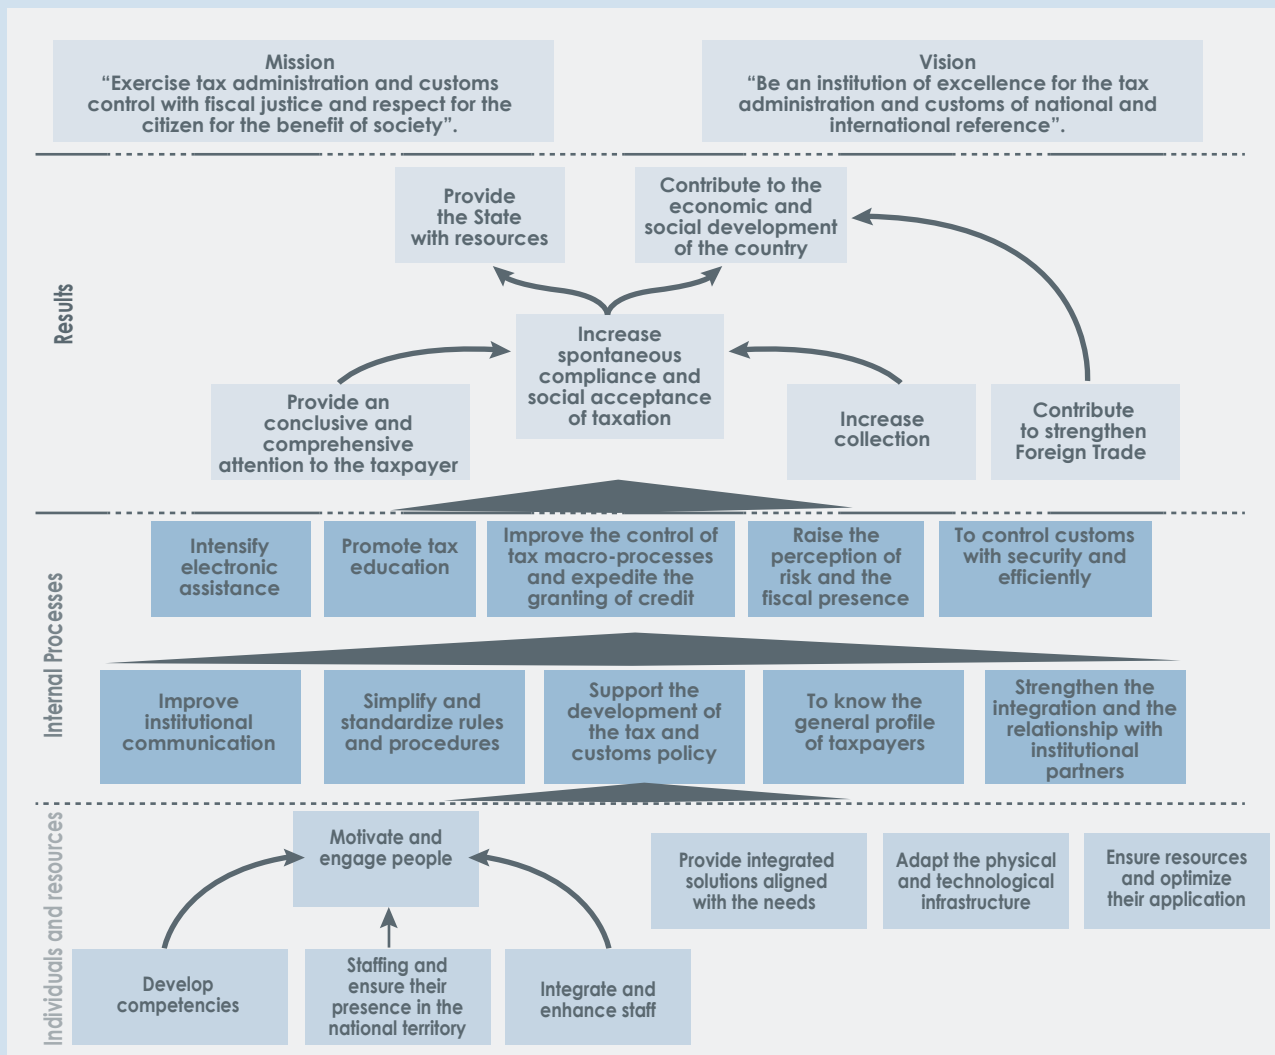 Mission
“Exercise tax administration and customs
control with fiscal justice and respect for the
citizen for the benefit of society”.
Vision
“Be an institution of excellence for the tax
administration and customs of national and
international reference”.
Results
Provide
the State
with resources
Contribute to the
economic and
social development
of the country
Increase
spontaneous
compliance and
social acceptance
of taxation
Provide an
conclusive and
comprehensive
attention to the taxpayer
Increase
collection
Contribute
to strengthen
Foreign Trade
Internal Processes
Intensify
electronic
assistance
Promote tax
education
Improve the control of
tax macro-processes
and expedite the
granting of credit
Raise the
perception of
risk and the
fiscal presence
To control customs
with security and
efficiently
Improve
institutional
communication
Simplify and
standardize rules
and procedures
Support the
development of
the tax and
customs policy
To know the
general profile
of taxpayers
Strengthen the
integration and the
relationship with
institutional
partners
Individuals and resources
Motivate and
engage people
Provide integrated
solutions aligned
with the needs
Adapt the physical
and technological
infrastructure
Ensure resources
and optimize
their application
Develop
competencies
Staffing and
ensure their
presence in the
national territory
Integrate and
enhance staff